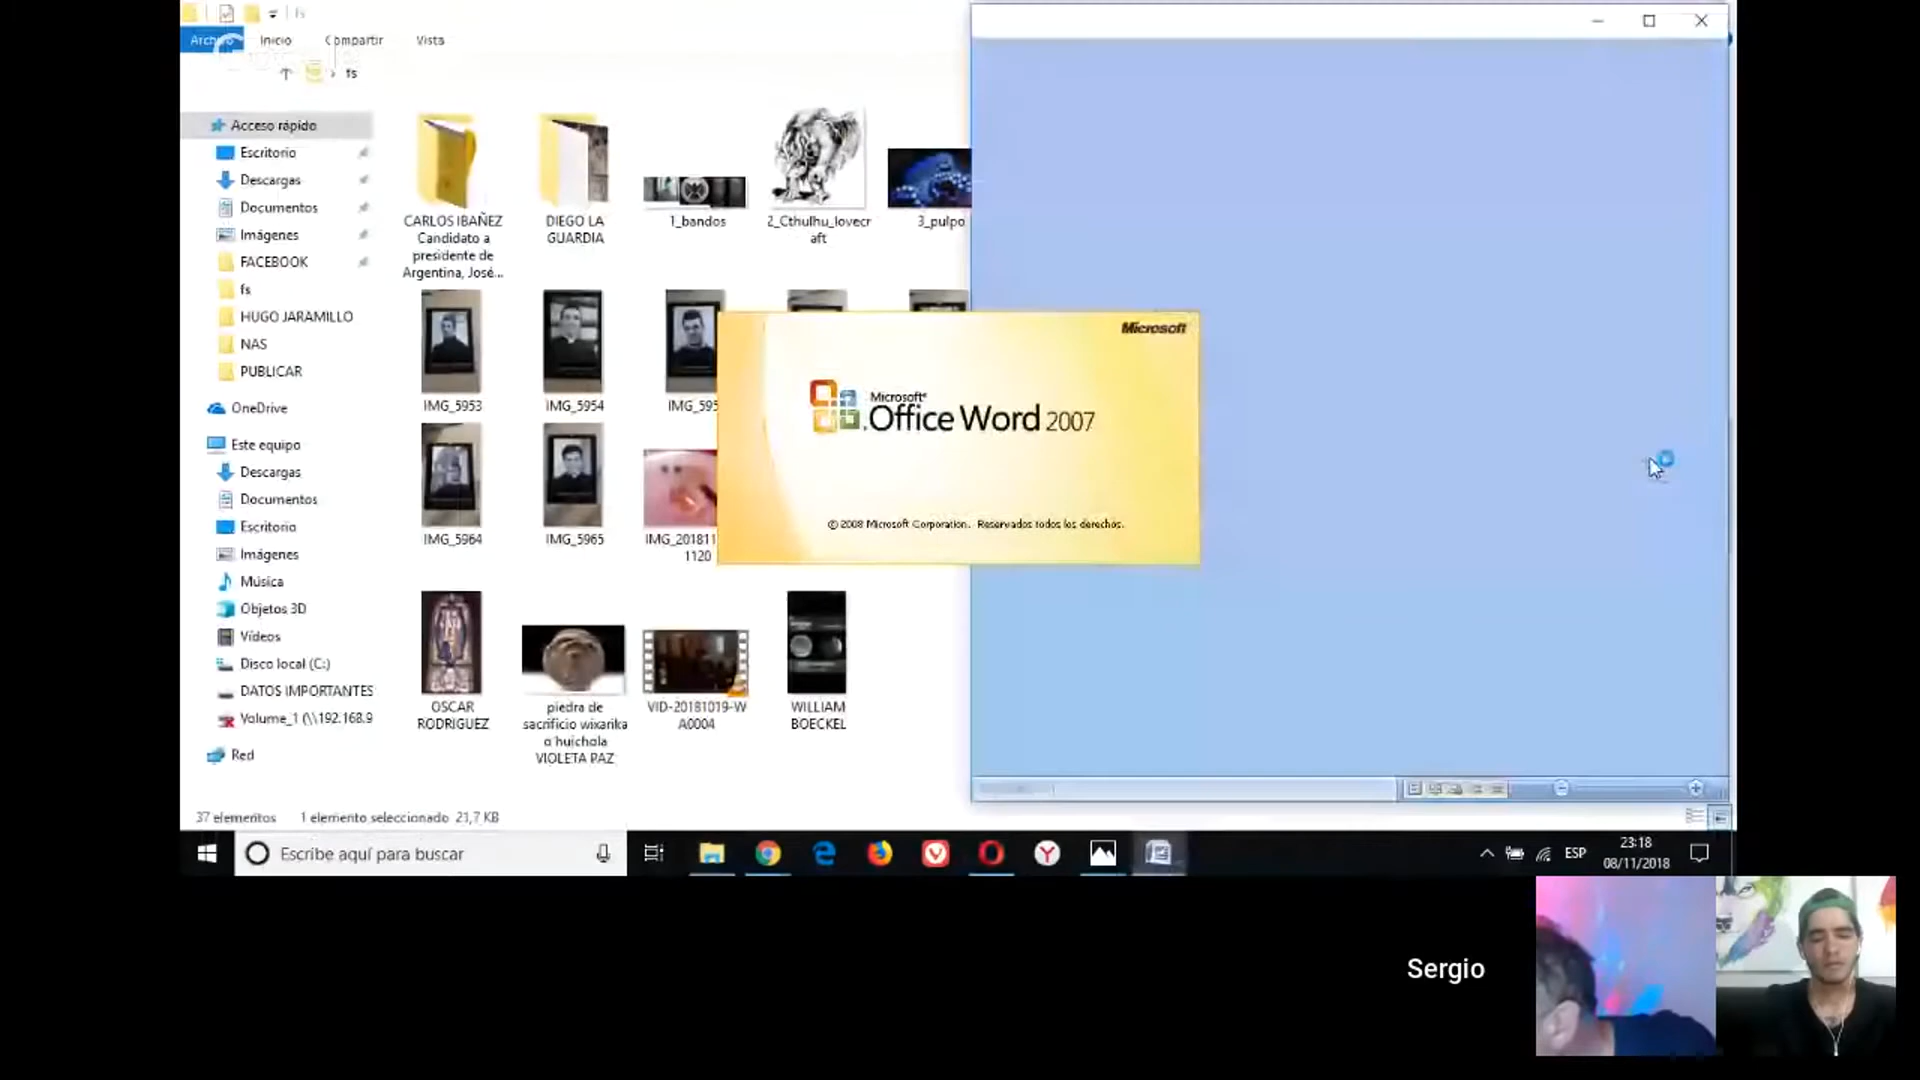 fs
Archivo
Inicio
Compartir
Vista
fs
Acceso rápido
Escritorio
Descargas
Documentos
Imágenes
FACEBOOK
fs
HUGO JARAMILLO
NAS
PUBLICAR
OneDrive
Este equipo
Descargas
Documentos
Escritorio
Imágenes
Música
Objetos 3D
Vídeos
Disco local (C:)
DATOS IMPORTANTES
Volume_1 (\\192.168.9
Red
CARLOS IBAÑEZ
Candidato a
presidente de
Argentina, José...
DIEGO LA
GUARDIA
1_bandos
2_Cthulhu_lovecr
aft
3_pulpo
IMG_5953
IMG_5954
IMG_595
IMG_5964
IMG_5965
IMG_201811
1120
OSCAR
RODRIGUEZ
piedra de
sacrificio wixarika
o huichola
VIOLETA PAZ
VID-20181019-W
A0004
WILLIAM
BOECKEL
Microsoft
Microsoft®
Office Word 2007
© 2008 Microsoft Corporation. Reservados todos los derechos.
37 elementos
1 elemento seleccionado 21,7 KB
Escribe aquí para buscar
ESP
23:18
08/11/2018
Sergio